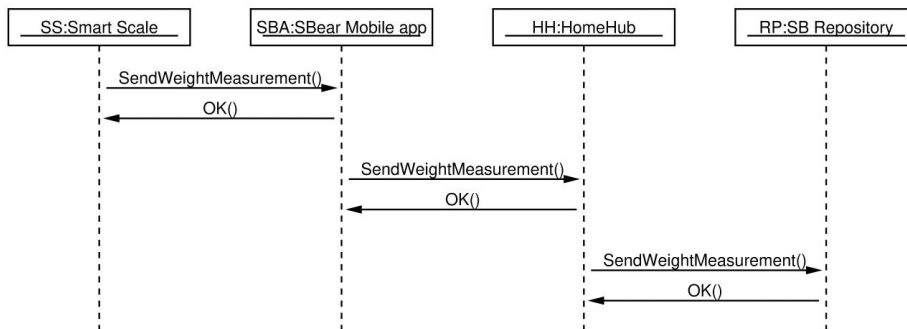 SS:Smart Scale
SBA:SBear Mobile app
HH:HomeHub
RP:SB Repository
SendWeightMeasurement()
OK()
SendWeightMeasurement()
OK()
SendWeightMeasurement()
OK()